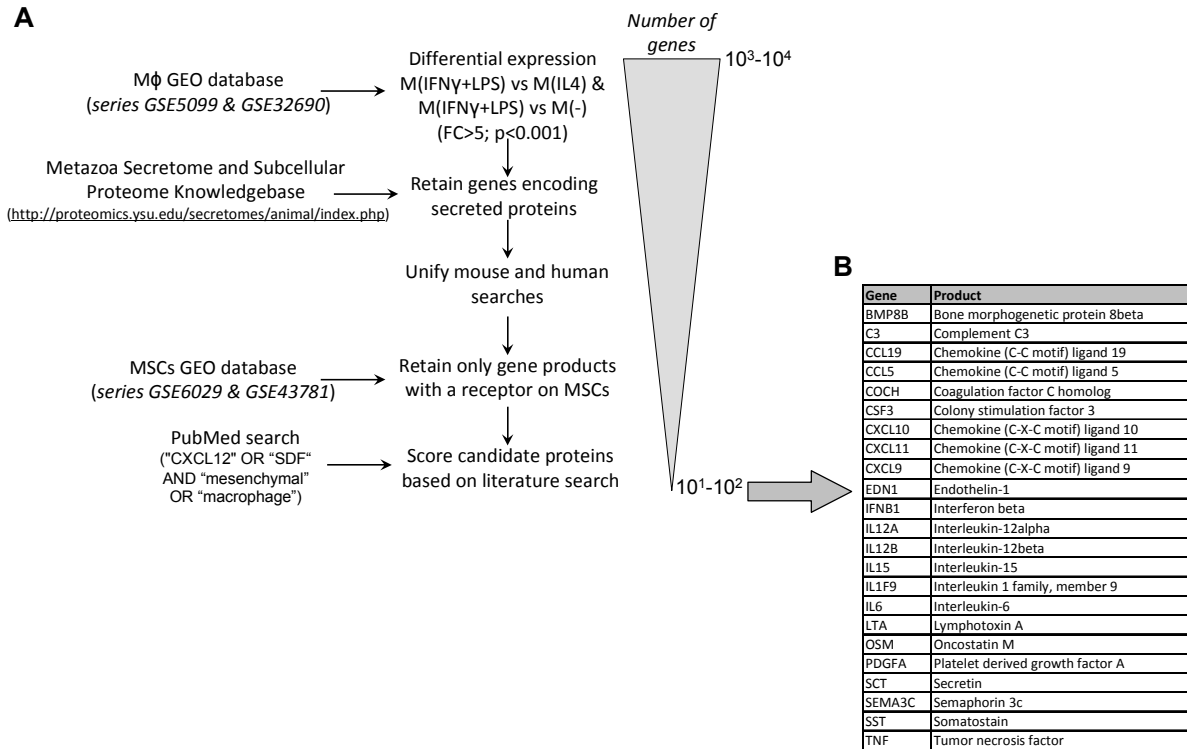 A
Number of
genes
10³-10⁴
Mϕ GEO database
(series GSE5099 & GSE32690)
Differential expression
M(IFNγ+LPS) vs M(IL4) &
M(IFNγ+LPS) vs M(-)
(FC>5; p<0.001)
Metazoa Secretome and Subcellular
Proteome Knowledgebase
(http://proteomics.ysu.edu/secretomes/animal/index.php)
Retain genes encoding
secreted proteins
Unify mouse and human
searches
MSCs GEO database
(series GSE6029 & GSE43781)
Retain only gene products
with a receptor on MSCs
PubMed search
("CXCL12" OR “SDF“
AND “mesenchymal”
OR “macrophage”)
Score candidate proteins
based on literature search
10¹-10²
B
Gene Product
BMP8B Bone morphogenetic protein 8beta
C3 Complement C3
CCL19 Chemokine (C-C motif) ligand 19
CCL5 Chemokine (C-C motif) ligand 5
COCH Coagulation factor C homolog
CSF3 Colony stimulation factor 3
CXCL10 Chemokine (C-X-C motif) ligand 10
CXCL11 Chemokine (C-X-C motif) ligand 11
CXCL9 Chemokine (C-X-C motif) ligand 9
EDN1 Endothelin-1
IFNB1 Interferon beta
IL12A Interleukin-12alpha
IL12B Interleukin-12beta
IL15 Interleukin-15
IL1F9 Interleukin 1 family, member 9
IL6 Interleukin-6
LTA Lymphotoxin A
OSM Oncostatin M
PDGFA Platelet derived growth factor A
SCT Secretin
SEMA3C Semaphorin 3c
SST Somatostain
TNF Tumor necrosis factor